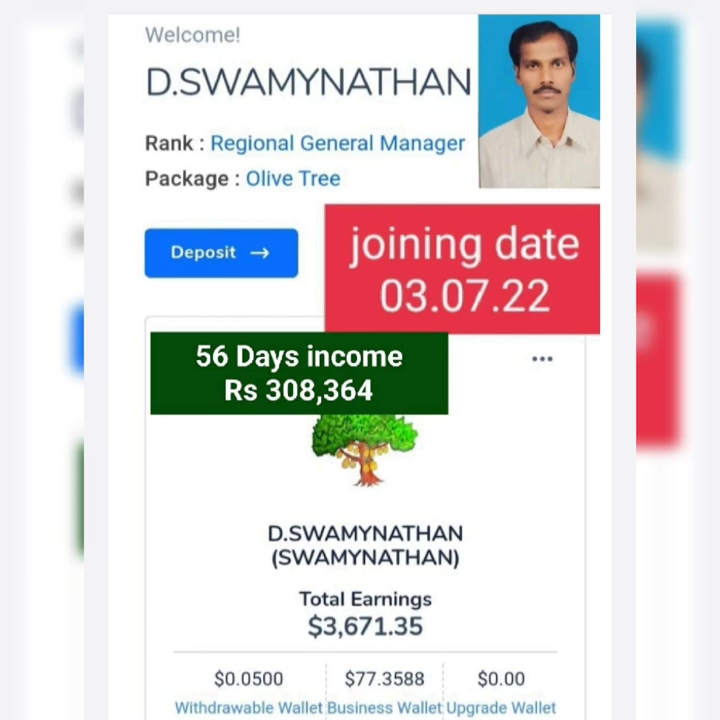 Welcome!
D.SWAMYNATHAN
Rank : Regional General Manager
Package : Olive Tree
Deposit →
joining date
03.07.22
56 Days income
Rs 308,364
D.SWAMYNATHAN
(SWAMYNATHAN)
Total Earnings
$3,671.35
$0.0500 $77.3588 $0.00
Withdrawable Wallet Business Wallet Upgrade Wallet